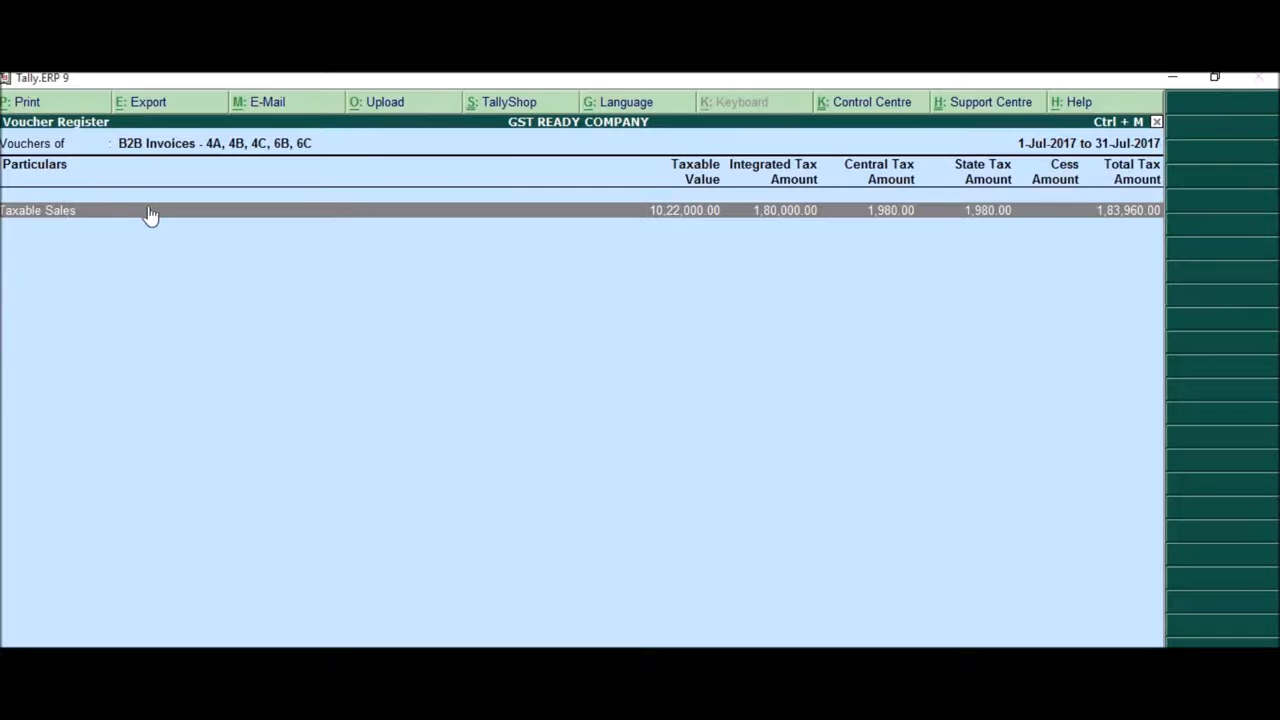 Tally.ERP 9
P: Print E: Export M: E-Mail O: Upload S: TallyShop G: Language K: Keyboard K: Control Centre H: Support Centre H: Help
Voucher Register GST READY COMPANY Ctrl + M
Vouchers of : B2B Invoices - 4A, 4B, 4C, 6B, 6C 1-Jul-2017 to 31-Jul-2017
Particulars Taxable Integrated Tax Central Tax State Tax Cess Total Tax
Value Amount Amount Amount Amount Amount
Taxable Sales 10,22,000.00 1,80,000.00 1,980.00 1,980.00 1,83,960.00